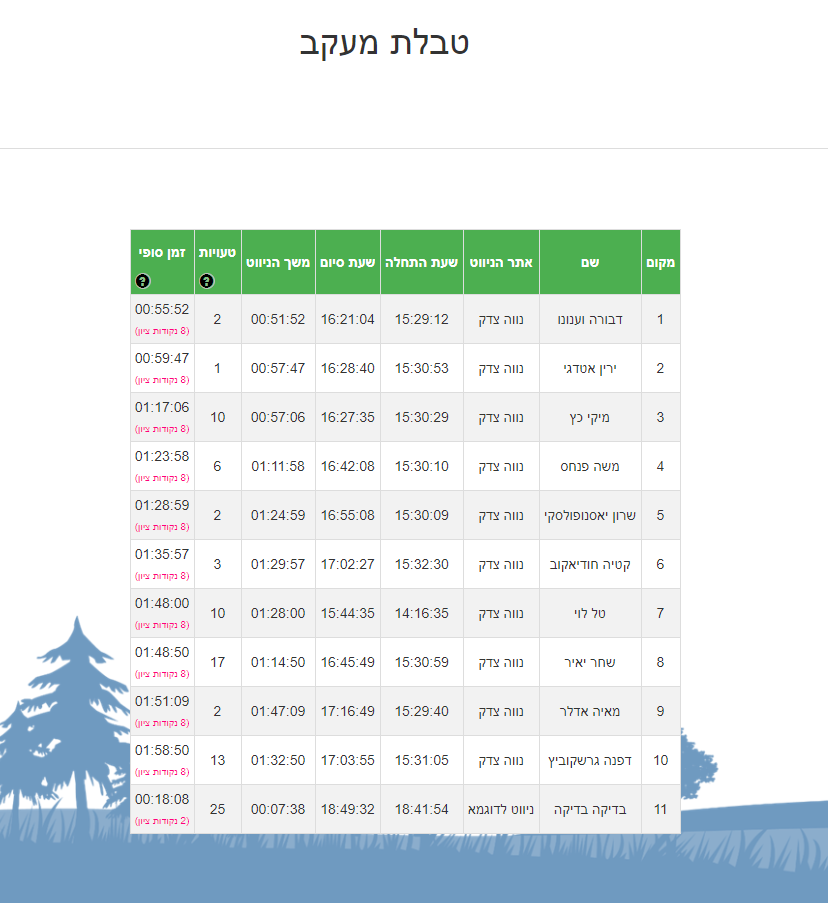 טבלת מעקב
מקום שם אתר הניווט שעת התחלה שעת סיום משך הניווט טעויות ? זמן סופי ?
1 דבורה וענונו נווה צדק 15:29:12 16:21:04 00:51:52 2 00:55:52
(8 נקודות ציון)
2 ירין אטדגי נווה צדק 15:30:53 16:28:40 00:57:47 1 00:59:47
(8 נקודות ציון)
3 מיקי כץ נווה צדק 15:30:29 16:27:35 00:57:06 10 01:17:06
(8 נקודות ציון)
4 משה פנחס נווה צדק 15:30:10 16:42:08 01:11:58 6 01:23:58
(8 נקודות ציון)
5 שרון יאסנופולסקי נווה צדק 15:30:09 16:55:08 01:24:59 2 01:28:59
(8 נקודות ציון)
6 קטיה חודיאקוב נווה צדק 15:32:30 17:02:27 01:29:57 3 01:35:57
(8 נקודות ציון)
7 טל לוי נווה צדק 14:16:35 15:44:35 01:28:00 10 01:48:00
(8 נקודות ציון)
8 שחר יאיר נווה צדק 15:30:59 16:45:49 01:14:50 17 01:48:50
(8 נקודות ציון)
9 מאיה אדלר נווה צדק 15:29:40 17:16:49 01:47:09 2 01:51:09
(8 נקודות ציון)
10 דפנה גרשקוביץ נווה צדק 15:31:05 17:03:55 01:32:50 13 01:58:50
(8 נקודות ציון)
11 בדיקה בדיקה ניווט לדוגמא 18:41:54 18:49:32 00:07:38 25 00:18:08
(2 נקודות ציון)